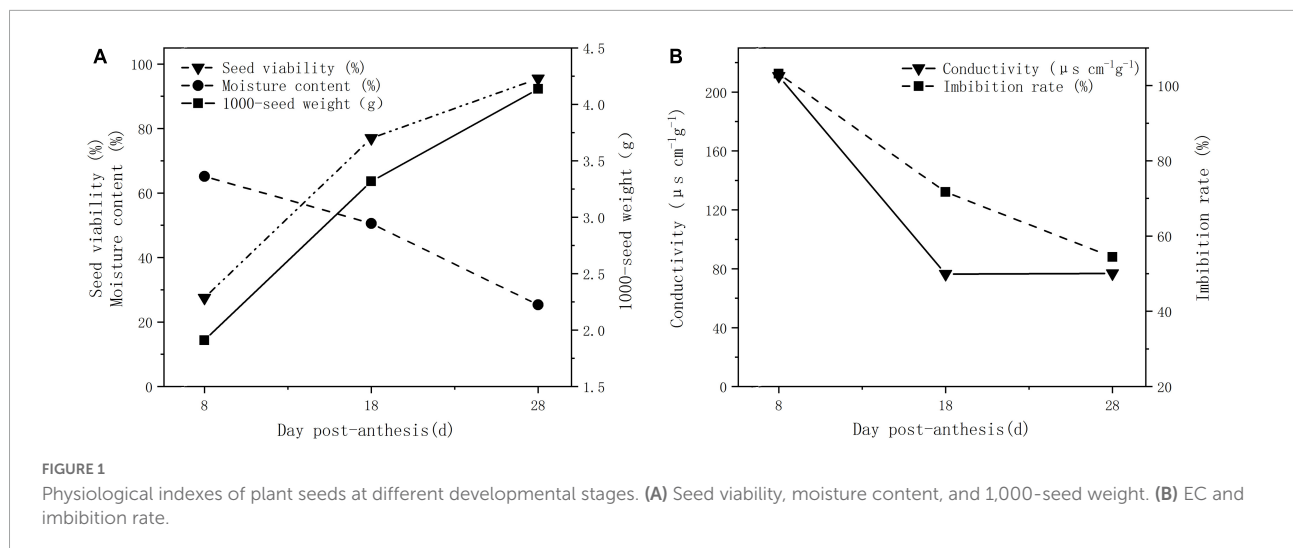 A
Seed viability (%)
Moisture content (%)
1000-seed weight (g)
100
80
60
40
20
0
4.5
4.0
3.5
3.0
2.5
2.0
1.5
Seed viability (%)
Moisture content (%)
1000-seed weight (g)
8
18
28
Day post-anthesis(d)
B
Conductivity (μs cm⁻¹g⁻¹)
Imbibition rate (%)
200
160
120
80
40
0
100
80
60
40
20
Conductivity (μs cm⁻¹g⁻¹)
Imbibition rate (%)
8
18
28
Day post-anthesis(d)
FIGURE 1
Physiological indexes of plant seeds at different developmental stages. (A) Seed viability, moisture content, and 1,000-seed weight. (B) EC and
imbibition rate.